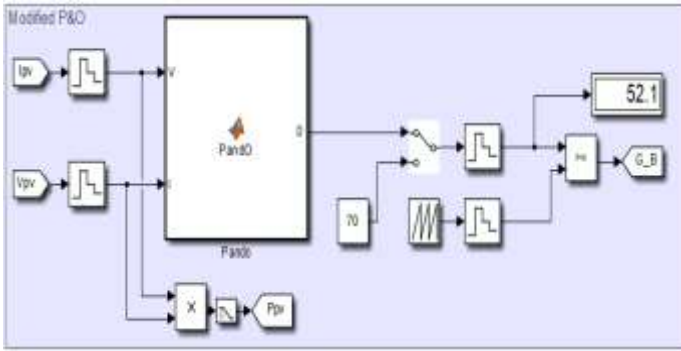 Modified P&O
Ipv
V
PandO
D
52.1
Vpv
I
>=
G_B
70
Pando
X
Ppv